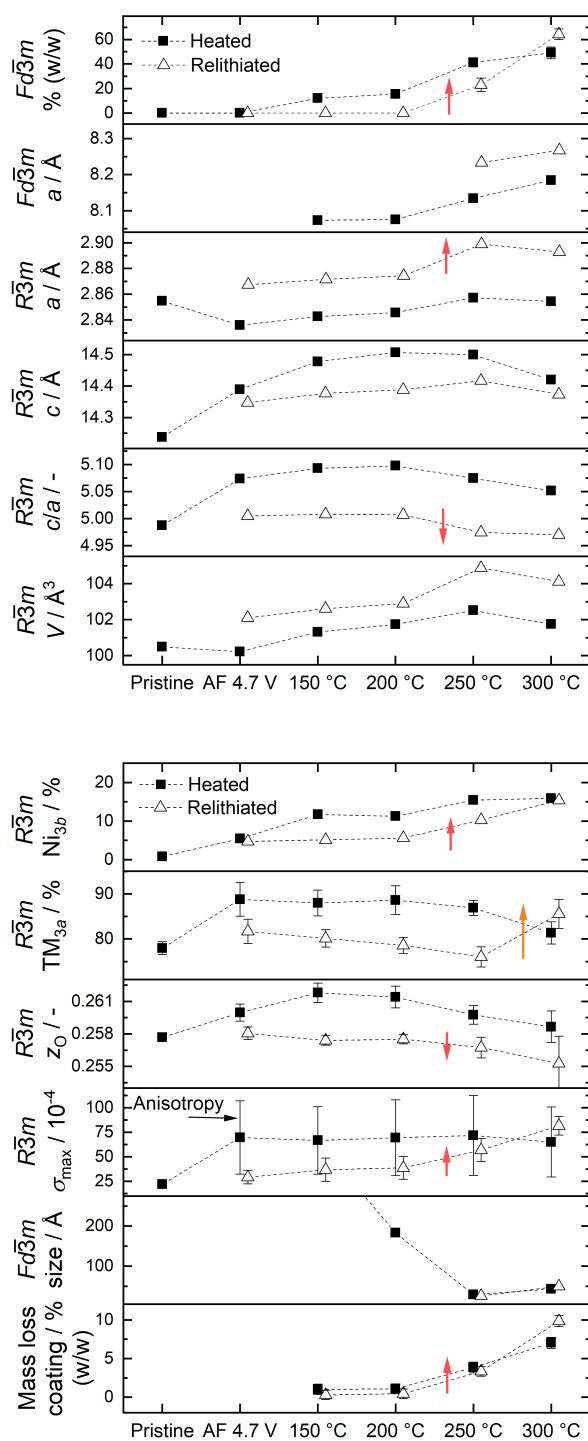 Fd3̅m
% (w/w)
60
40
20
0
Heated
Relithiated
Fd3̅m
a / Å
8.3
8.2
8.1
R3̅m
a / Å
2.90
2.88
2.86
2.84
R3̅m
c / Å
14.5
14.4
14.3
R3̅m
c/a / -
5.10
5.05
5.00
4.95
R3̅m
V / Å³
104
102
100
Pristine AF 4.7 V 150 °C 200 °C 250 °C 300 °C
R3̅m
Ni3b / %
20
10
0
Heated
Relithiated
R3̅m
TM3a / %
90
80
R3̅m
zO / -
0.261
0.258
0.255
R3̅m
σmax / 10⁻⁴
100
75
50
25
Anisotropy
Fd3̅m
size / Å
200
100
Mass loss
coating / %
(w/w)
10
5
0
Pristine AF 4.7 V 150 °C 200 °C 250 °C 300 °C